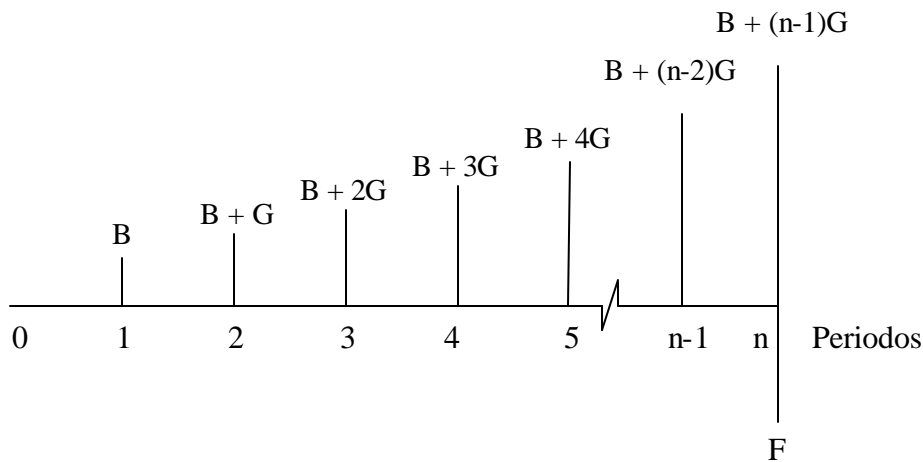 B + (n-1)G
B + (n-2)G
B + 4G
B + 3G
B + 2G
B + G
B
0 1 2 3 4 5 n-1 n Periodos
F